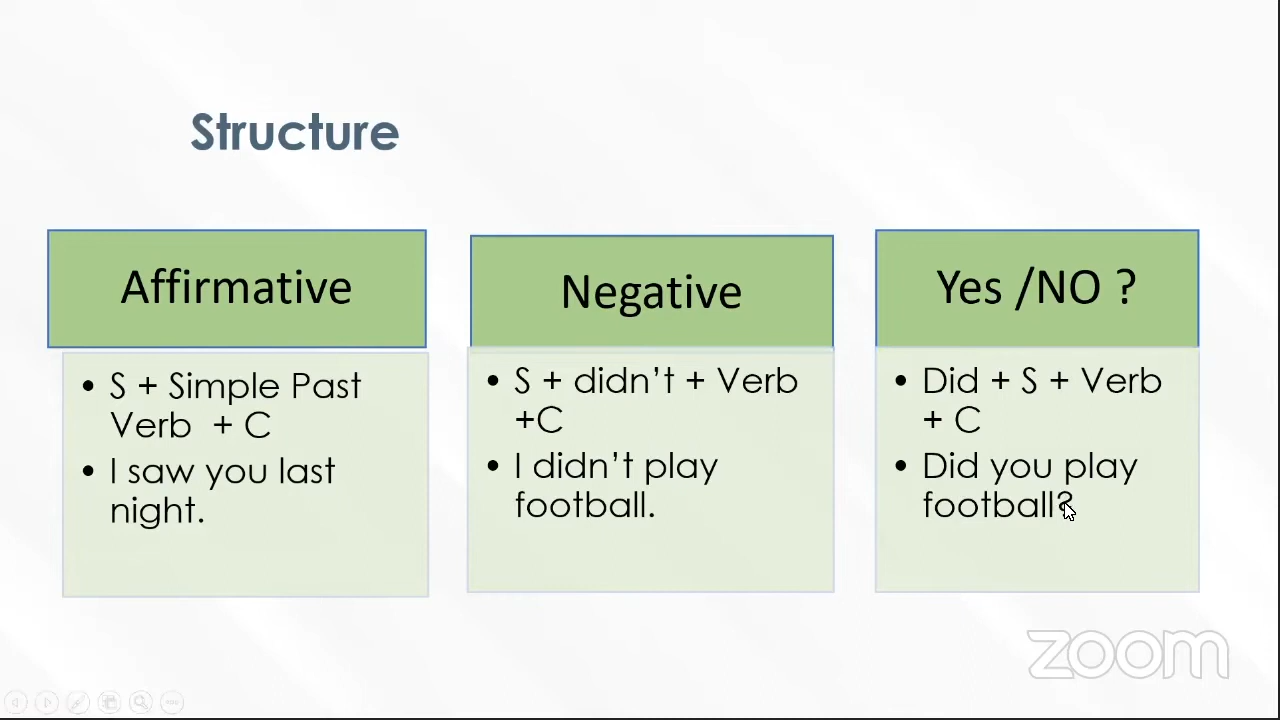 Structure
Affirmative
• S + Simple Past
Verb + C
• I saw you last
night.
Negative
• S + didn’t + Verb
+C
• I didn’t play
football.
Yes /NO ?
• Did + S + Verb
+ C
• Did you play
football?
zoom